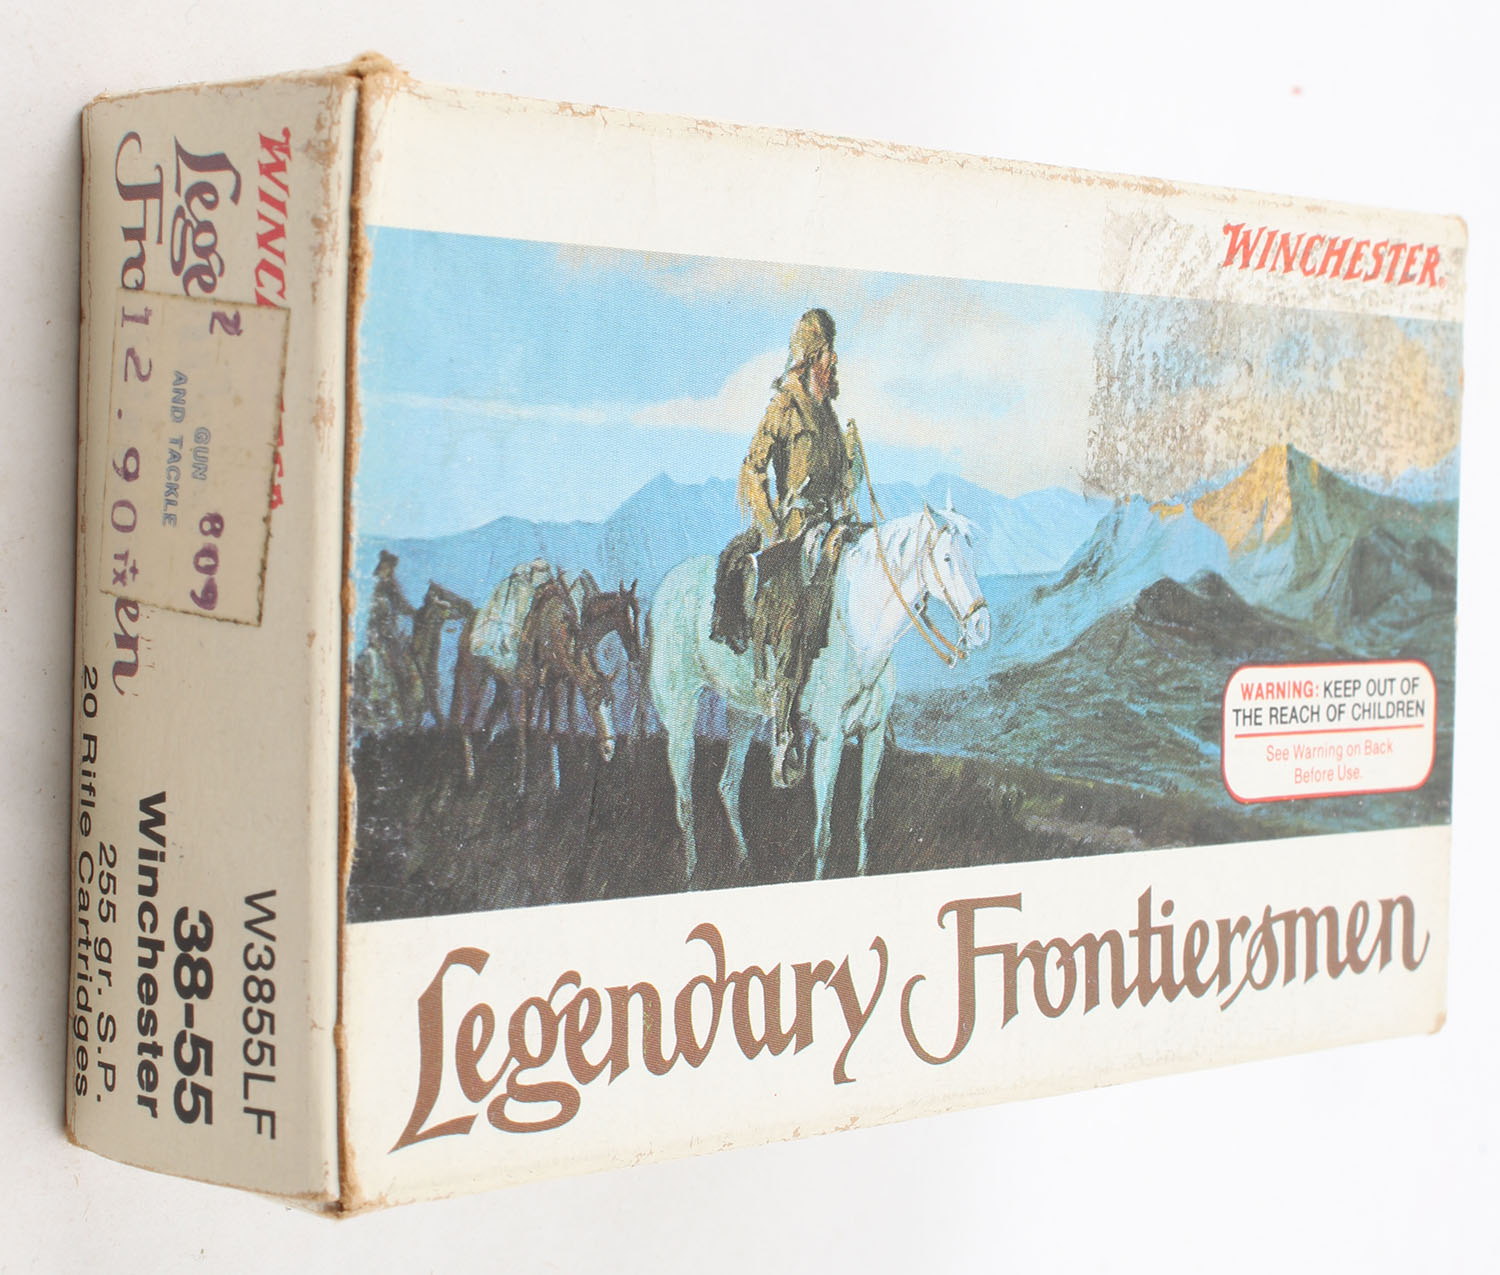 WINCHESTER®
WARNING: KEEP OUT OF
THE REACH OF CHILDREN
See Warning on Back
Before Use.
Legendary Frontiersmen
GUN 809
AND TACKLE
12.90
W3855LF
38-55
Winchester
255 gr. S.P.
20 Rifle Cartridges